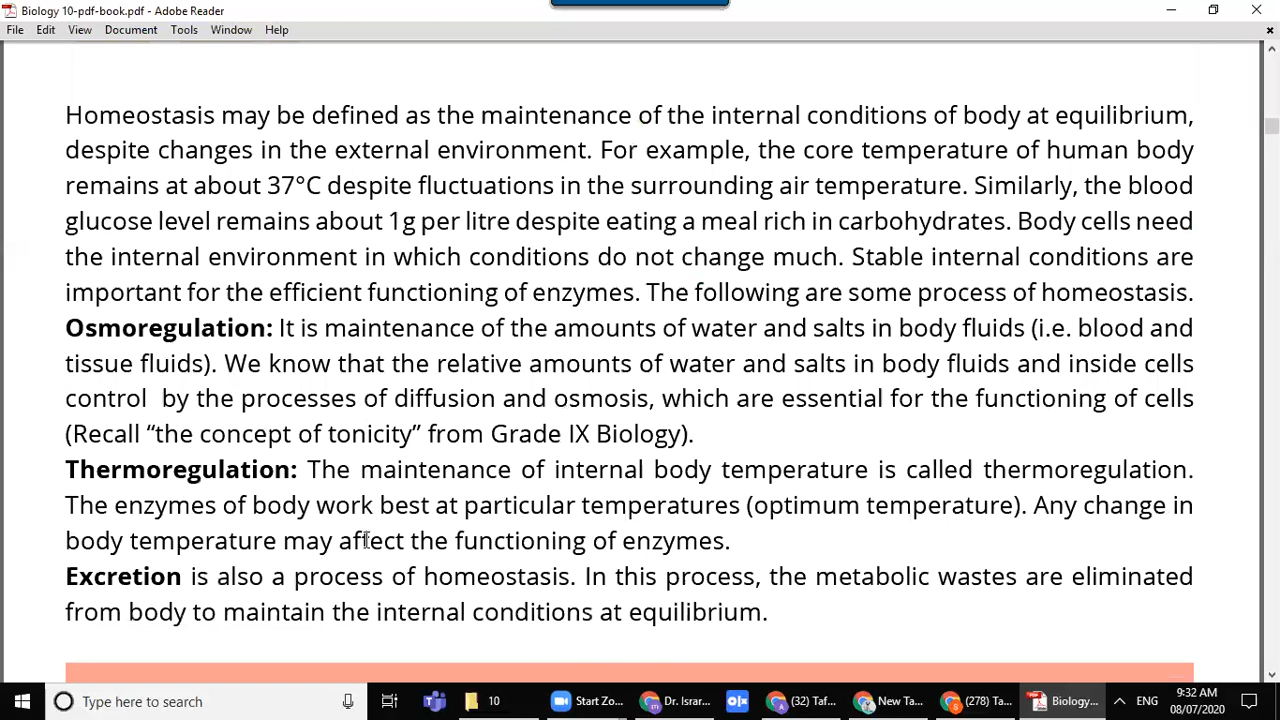 Biology 10-pdf-book.pdf - Adobe Reader
File Edit View Document Tools Window Help
Homeostasis may be defined as the maintenance of the internal conditions of body at equilibrium,
despite changes in the external environment. For example, the core temperature of human body
remains at about 37°C despite fluctuations in the surrounding air temperature. Similarly, the blood
glucose level remains about 1g per litre despite eating a meal rich in carbohydrates. Body cells need
the internal environment in which conditions do not change much. Stable internal conditions are
important for the efficient functioning of enzymes. The following are some process of homeostasis.
Osmoregulation: It is maintenance of the amounts of water and salts in body fluids (i.e. blood and
tissue fluids). We know that the relative amounts of water and salts in body fluids and inside cells
control by the processes of diffusion and osmosis, which are essential for the functioning of cells
(Recall “the concept of tonicity” from Grade IX Biology).
Thermoregulation: The maintenance of internal body temperature is called thermoregulation.
The enzymes of body work best at particular temperatures (optimum temperature). Any change in
body temperature may affect the functioning of enzymes.
Excretion is also a process of homeostasis. In this process, the metabolic wastes are eliminated
from body to maintain the internal conditions at equilibrium.
Type here to search 10 Start Zo... Dr. Israr... (32) Taf... New Ta... (278) Ta... Biology... ENG 9:32 AM
08/07/2020